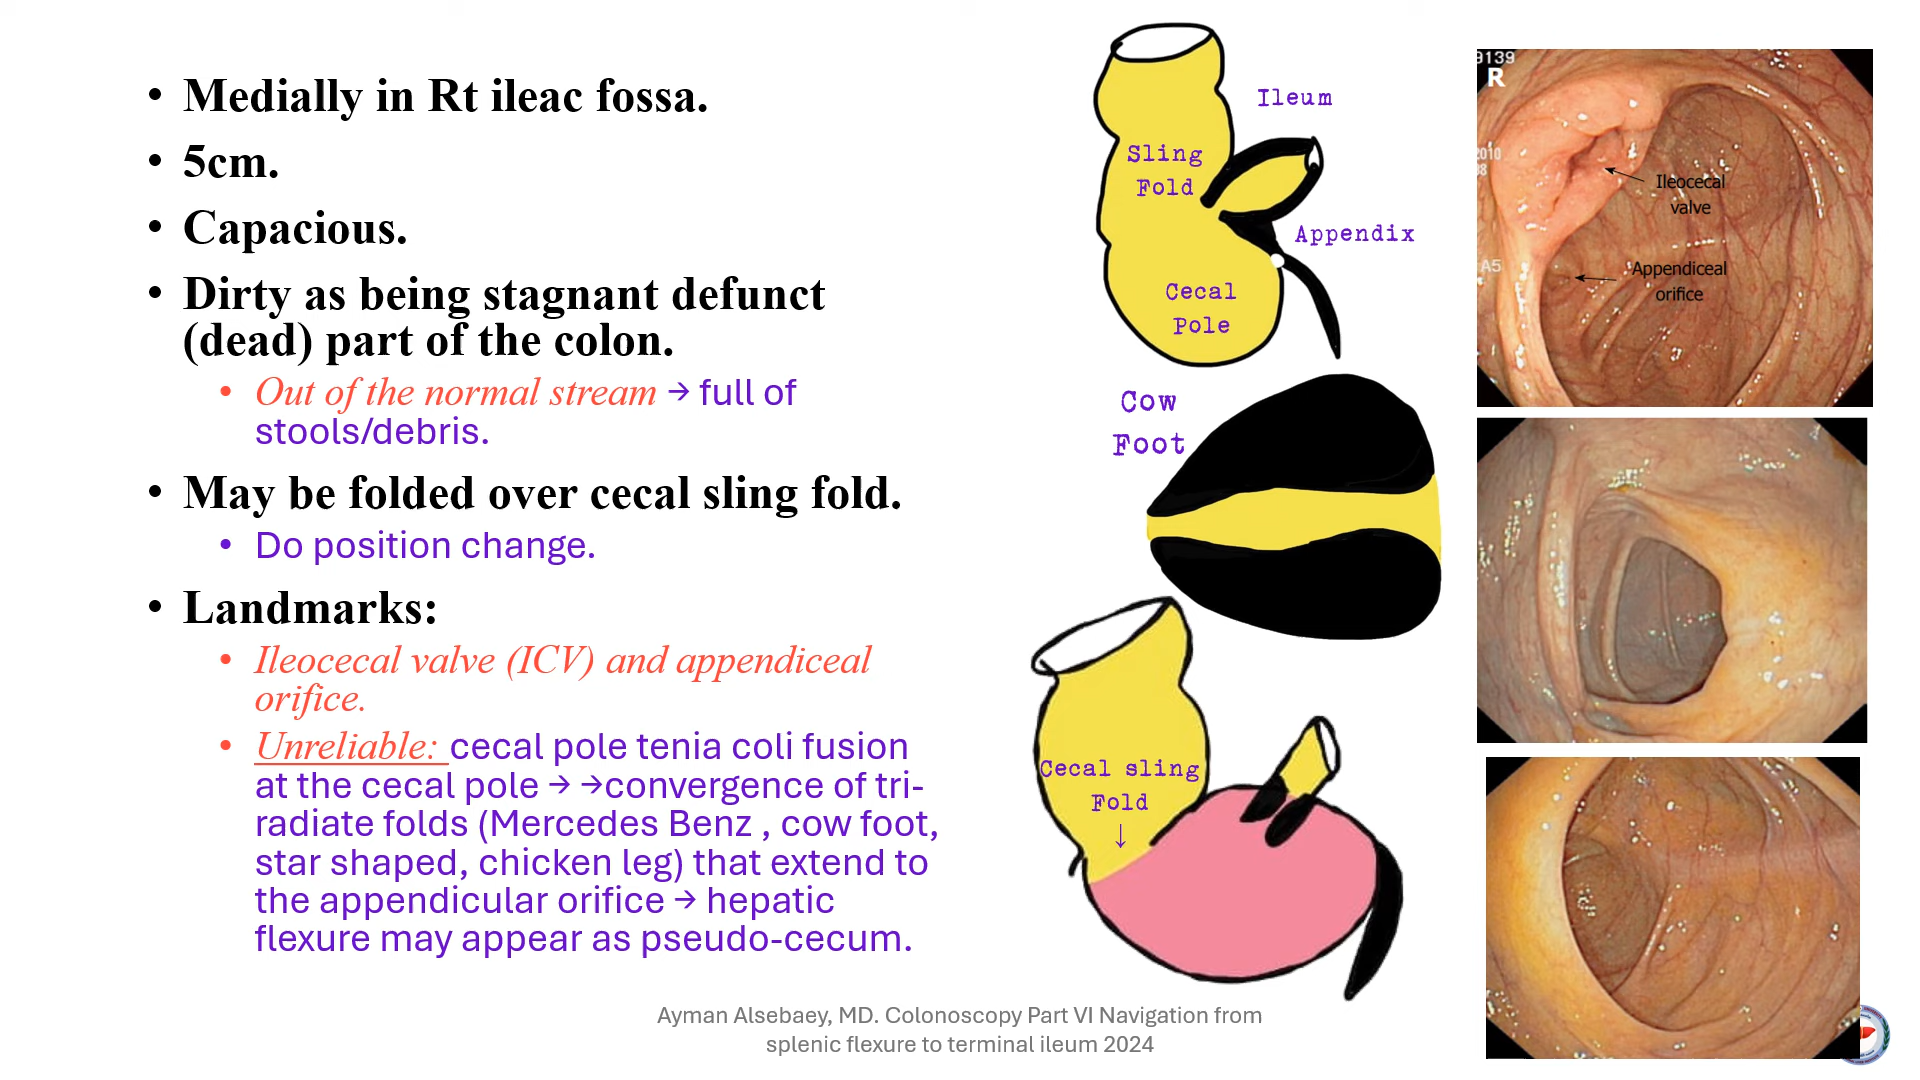 • Medially in Rt ileac fossa.
• 5cm.
• Capacious.
• Dirty as being stagnant defunct
(dead) part of the colon.
• Out of the normal stream → full of
stools/debris.
• May be folded over cecal sling fold.
• Do position change.
• Landmarks:
• Ileocecal valve (ICV) and appendiceal
orifice.
• Unreliable: cecal pole tenia coli fusion
at the cecal pole → →convergence of tri-
radiate folds (Mercedes Benz , cow foot,
star shaped, chicken leg) that extend to
the appendicular orifice → hepatic
flexure may appear as pseudo-cecum.
Ileum
Sling
Fold
Appendix
Cecal
Pole
Cow
Foot
Cecal sling
Fold
↓
9139
R
2010
Ileocecal
valve
A5
Appendiceal
orifice
Ayman Alsebaey, MD. Colonoscopy Part VI Navigation from
splenic flexure to terminal ileum 2024